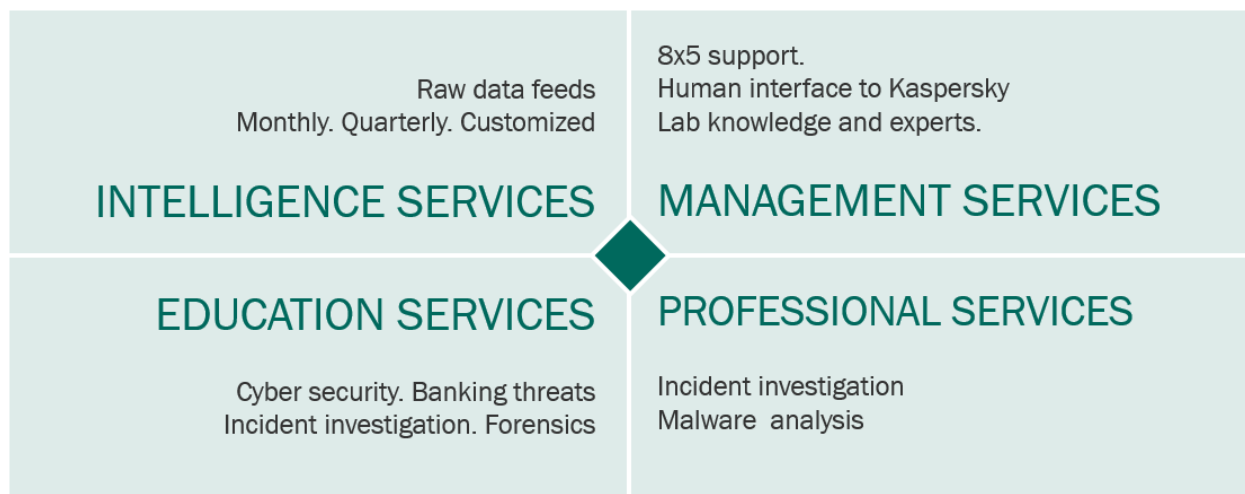 Raw data feeds
Monthly. Quarterly. Customized
INTELLIGENCE SERVICES
8x5 support.
Human interface to Kaspersky
Lab knowledge and experts.
MANAGEMENT SERVICES
EDUCATION SERVICES
Cyber security. Banking threats
Incident investigation. Forensics
PROFESSIONAL SERVICES
Incident investigation
Malware  analysis